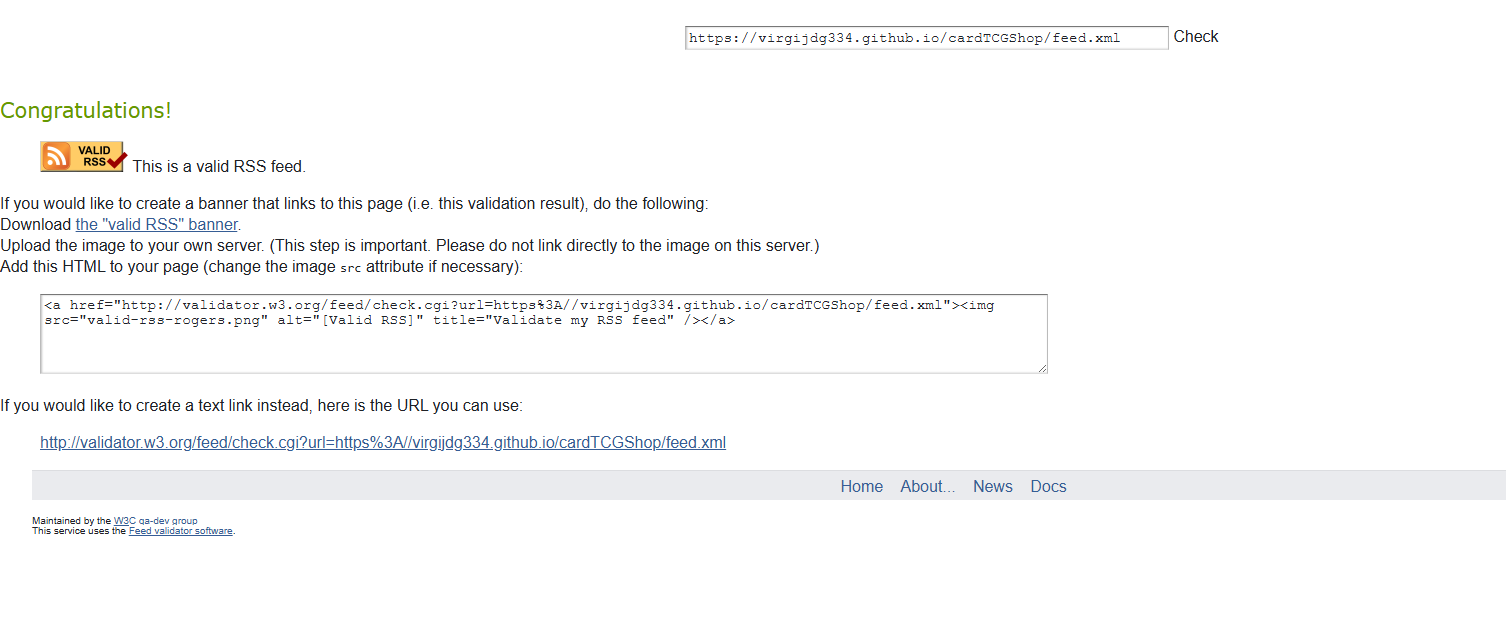 https://virgijdg334.github.io/cardTCGShop/feed.xml Check
Congratulations!
VALID
RSS
This is a valid RSS feed.
If you would like to create a banner that links to this page (i.e. this validation result), do the following:
Download the "valid RSS" banner.
Upload the image to your own server. (This step is important. Please do not link directly to the image on this server.)
Add this HTML to your page (change the image src attribute if necessary):
<a href="http://validator.w3.org/feed/check.cgi?url=https%3A//virgijdg334.github.io/cardTCGShop/feed.xml"><img
src="valid-rss-rogers.png" alt="[Valid RSS]" title="Validate my RSS feed" /></a>
If you would like to create a text link instead, here is the URL you can use:
http://validator.w3.org/feed/check.cgi?url=https%3A//virgijdg334.github.io/cardTCGShop/feed.xml
Home About... News Docs
Maintained by the W3C qa-dev group
This service uses the Feed validator software.